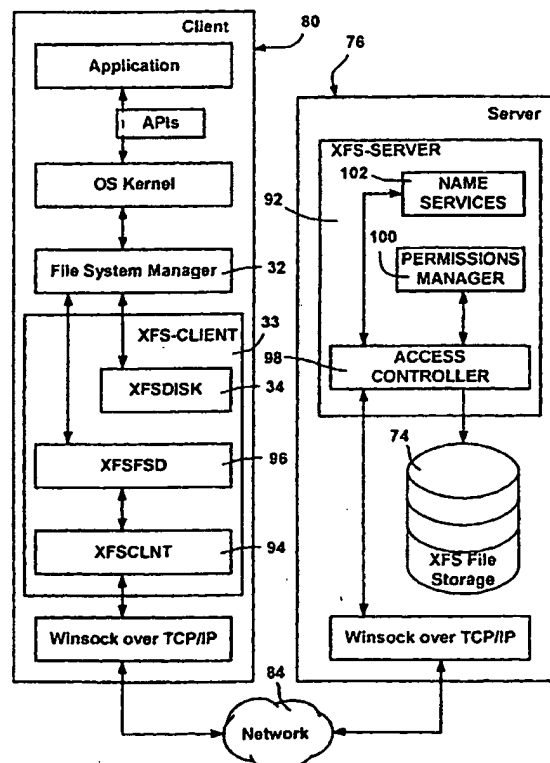 Client
80
Application
APIs
OS Kernel
File System Manager
32
33
XFS-CLIENT
XFSDISK
34
XFSFSD
96
XFSCLNT
94
Winsock over TCP/IP
76
Server
XFS-SERVER
102
NAME
SERVICES
92
100
PERMISSIONS
MANAGER
98
ACCESS
CONTROLLER
74
XFS File
Storage
Winsock over TCP/IP
84
Network